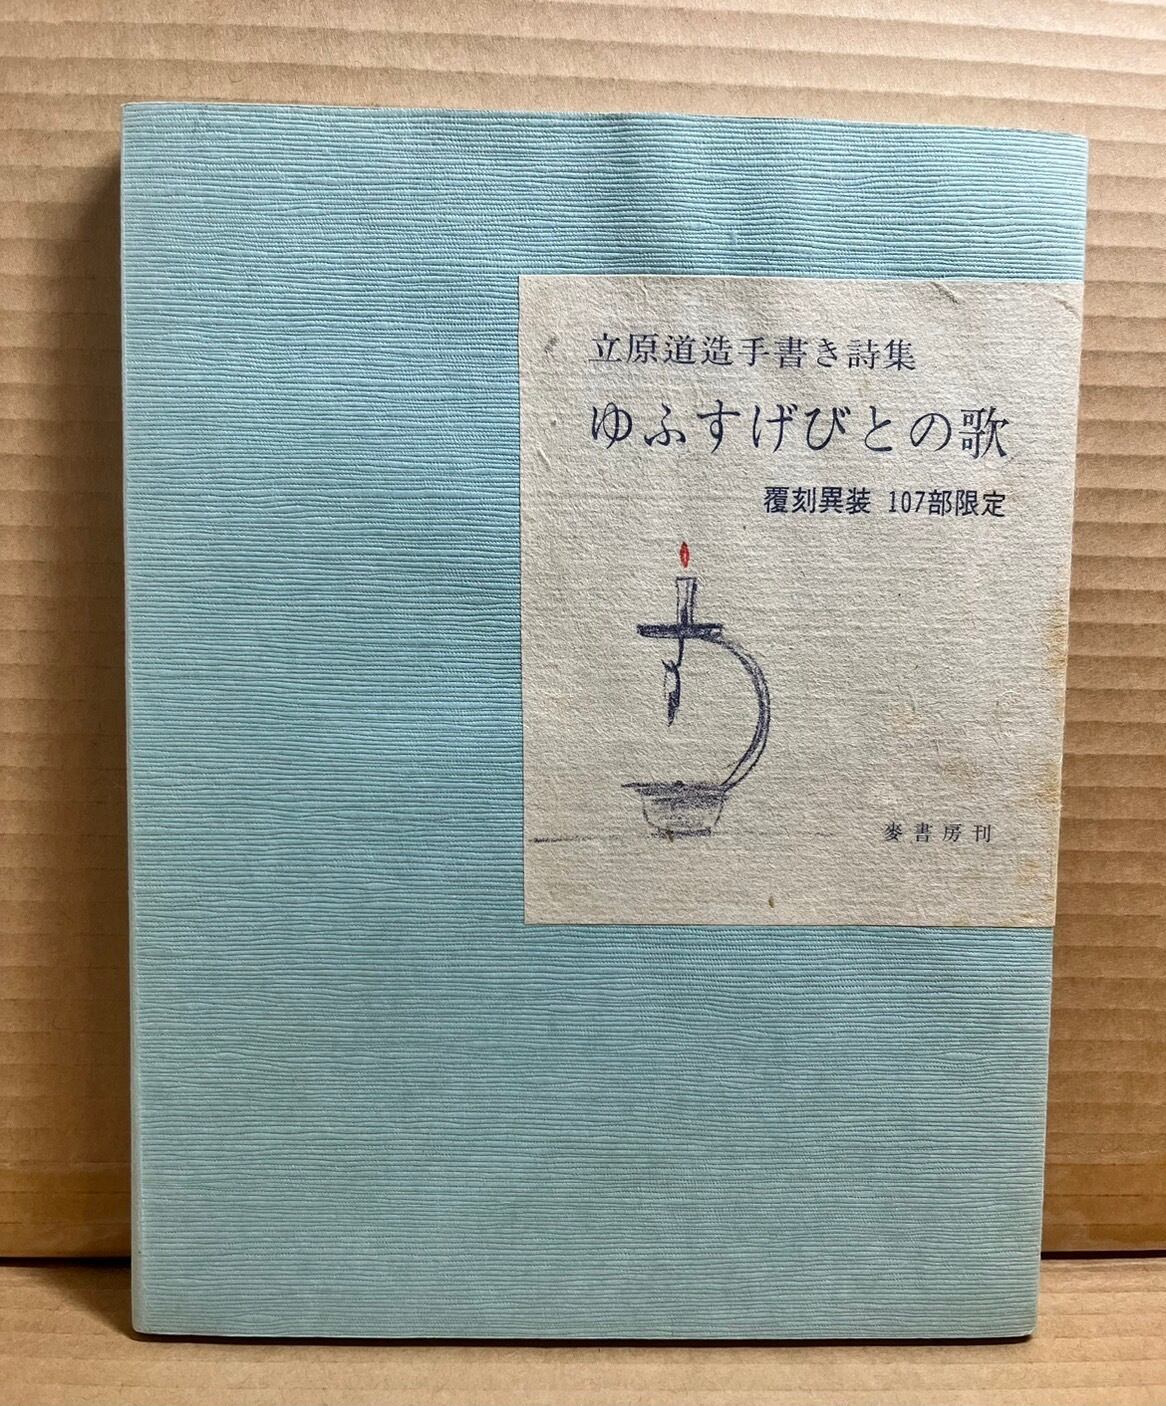 立原道造手書き詩集
ゆふすげびとの歌
覆刻異装 107部限定
麥書房刊